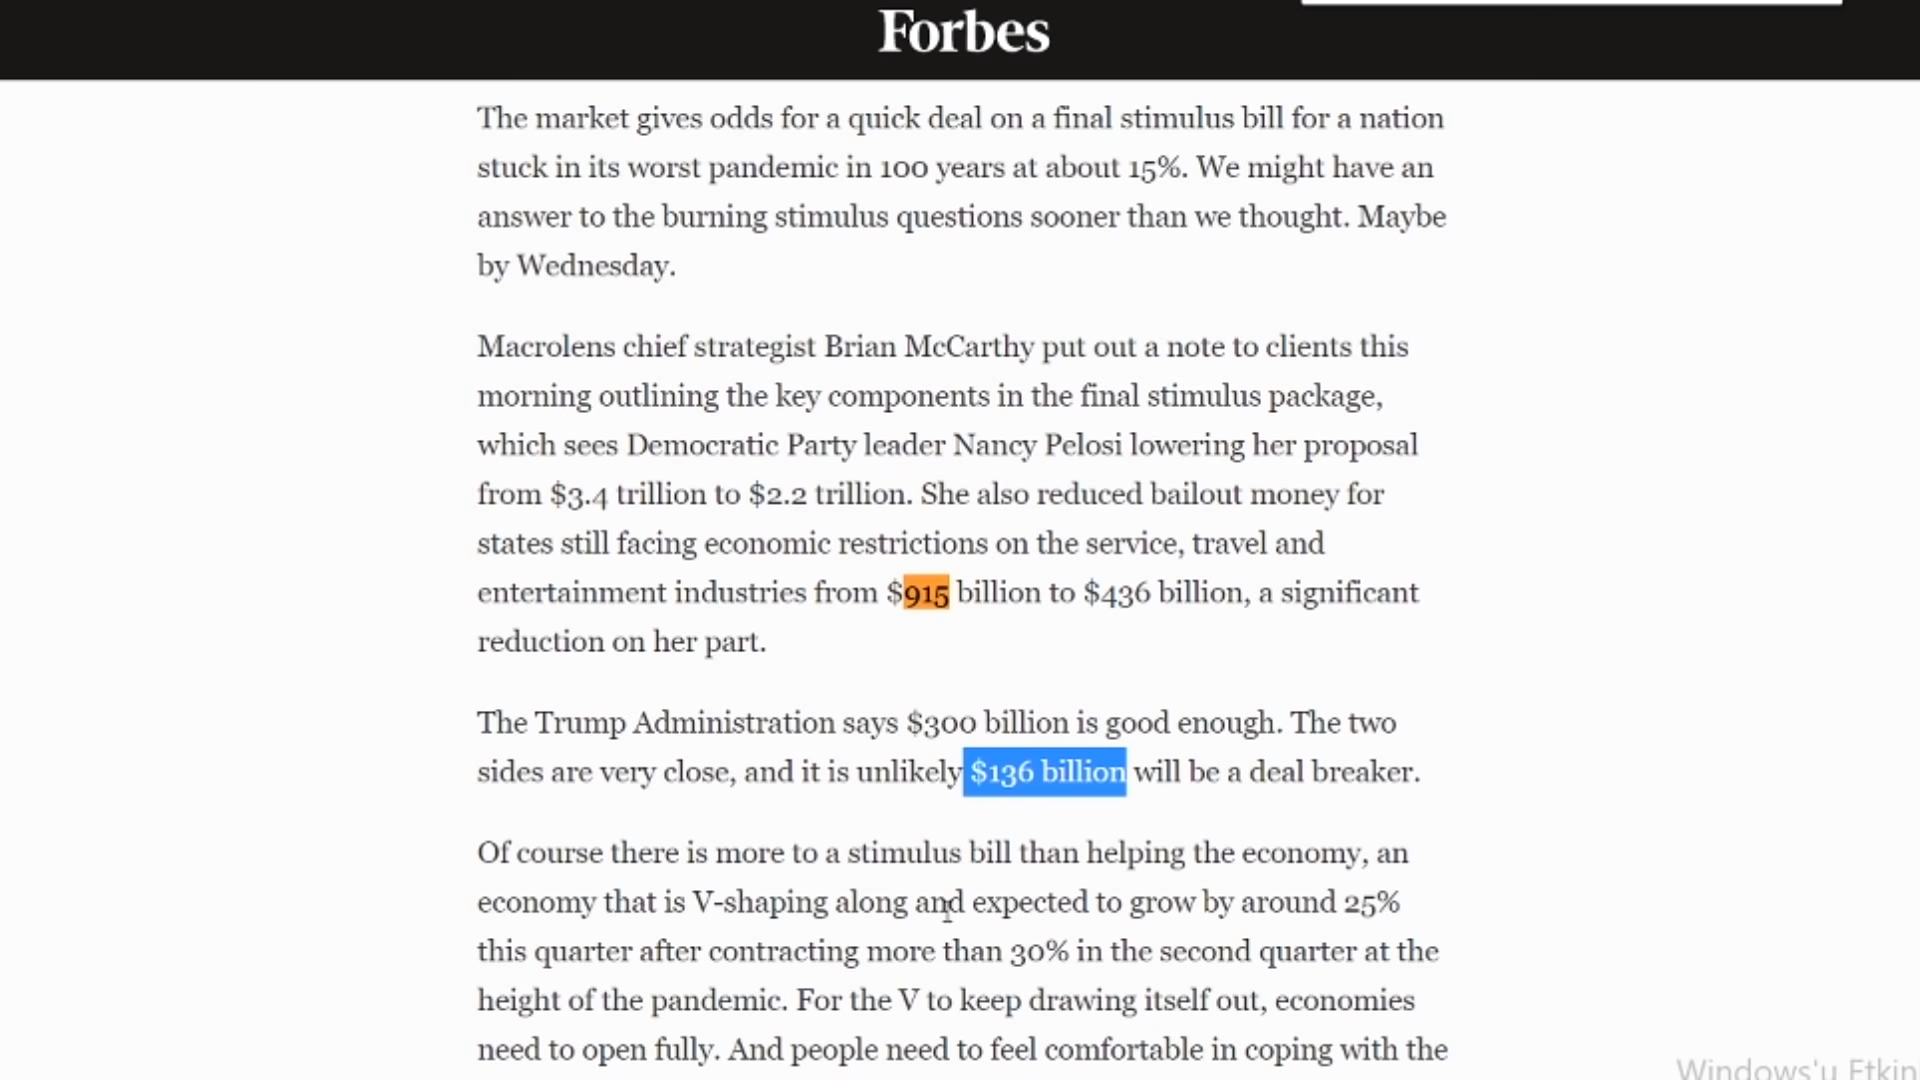 Forbes
The market gives odds for a quick deal on a final stimulus bill for a nation
stuck in its worst pandemic in 100 years at about 15%. We might have an
answer to the burning stimulus questions sooner than we thought. Maybe
by Wednesday.
Macrolens chief strategist Brian McCarthy put out a note to clients this
morning outlining the key components in the final stimulus package,
which sees Democratic Party leader Nancy Pelosi lowering her proposal
from $3.4 trillion to $2.2 trillion. She also reduced bailout money for
states still facing economic restrictions on the service, travel and
entertainment industries from $915 billion to $436 billion, a significant
reduction on her part.
The Trump Administration says $300 billion is good enough. The two
sides are very close, and it is unlikely $136 billion will be a deal breaker.
Of course there is more to a stimulus bill than helping the economy, an
economy that is V-shaping along and expected to grow by around 25%
this quarter after contracting more than 30% in the second quarter at the
height of the pandemic. For the V to keep drawing itself out, economies
need to open fully. And people need to feel comfortable in coping with the
Windows'u Etkin